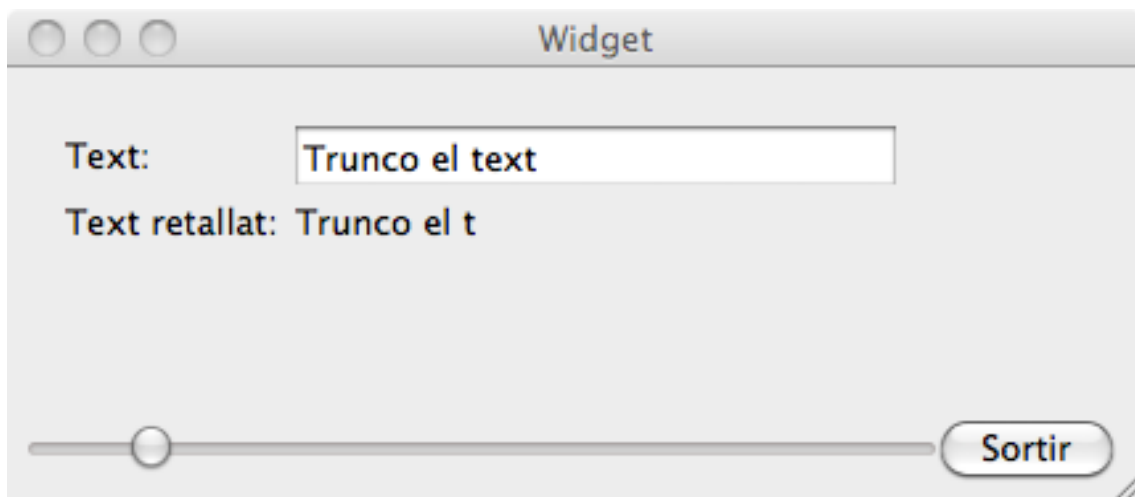 Widget
Text: Trunco el text
Text retallat: Trunco el t
Sortir